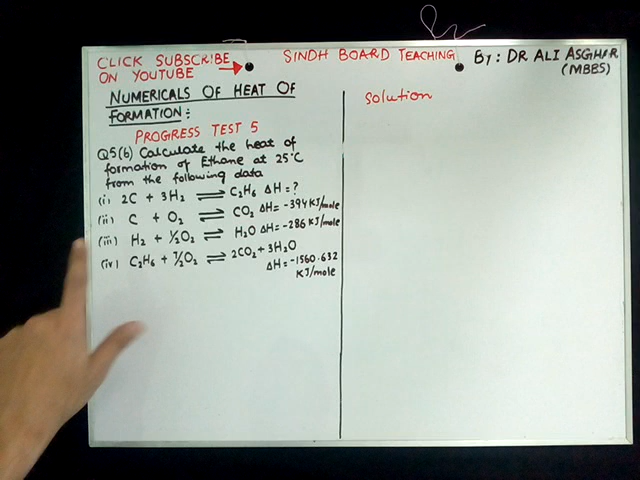 CLICK SUBSCRIBE
ON YOUTUBE →
SINDH BOARD TEACHING
By: DR ALI ASGHAR
(MBBS)
NUMERICALS OF HEAT OF
FORMATION:
PROGRESS TEST 5
Q5(b) Calculate the heat of
formation of Ethane at 25°C
from the following data
(i) 2C + 3H₂ ⇌ C₂H₆ ΔH = ?
(ii) C + O₂ ⇌ CO₂ ΔH = -394 KJ/mole
(iii) H₂ + ½O₂ ⇌ H₂O ΔH = -286 KJ/mole
(iv) C₂H₆ + 7/2O₂ ⇌ 2CO₂ + 3H₂O
ΔH = -1560.632
KJ/mole
Solution